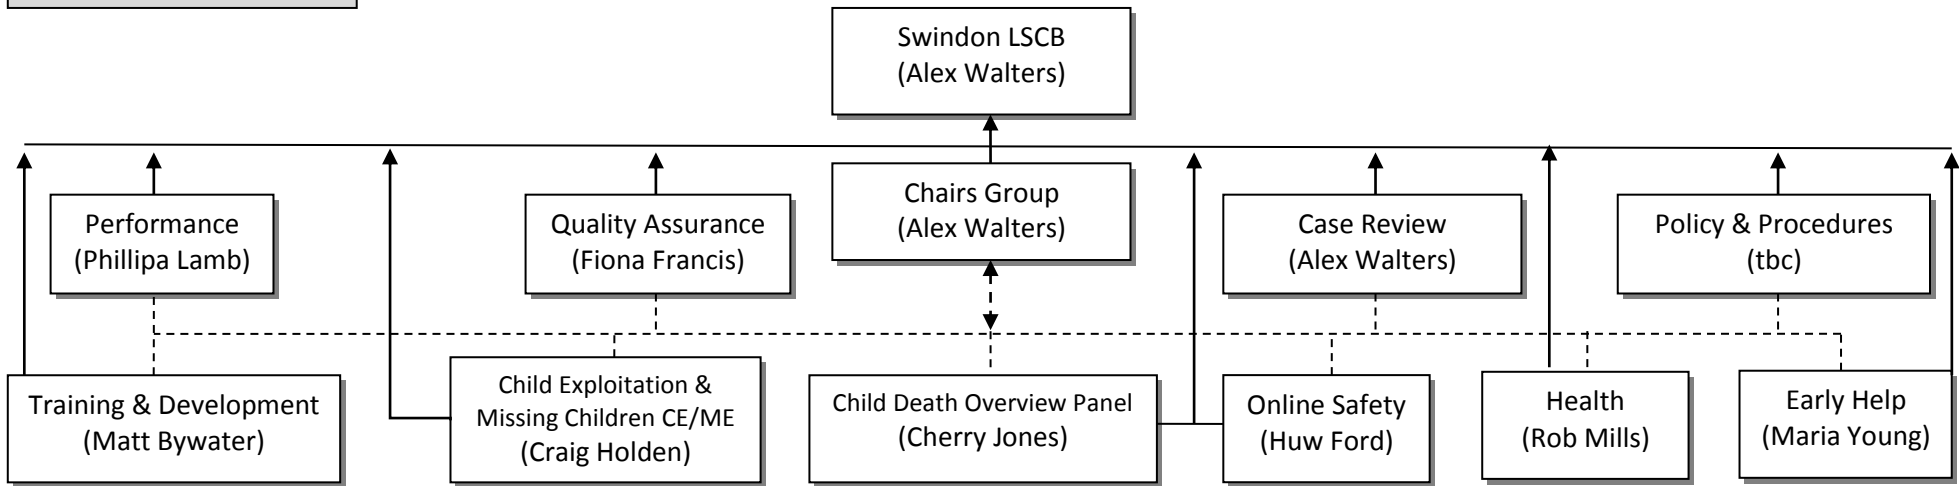 Swindon LSCB
(Alex Walters)
Chairs Group
(Alex Walters)
Performance
(Phillipa Lamb)
Quality Assurance
(Fiona Francis)
Case Review
(Alex Walters)
Policy & Procedures
(tbc)
Training & Development
(Matt Bywater)
Child Exploitation &
Missing Children CE/ME
(Craig Holden)
Child Death Overview Panel
(Cherry Jones)
Online Safety
(Huw Ford)
Health
(Rob Mills)
Early Help
(Maria Young)